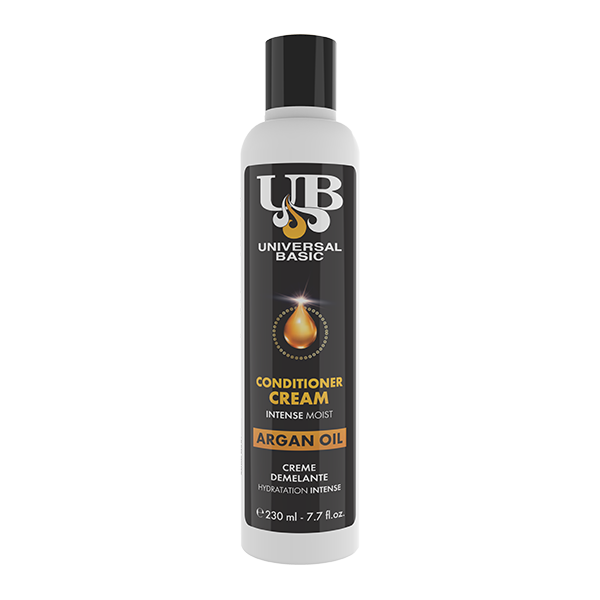 UB
UNIVERSAL
BASIC
CONDITIONER
CREAM
INTENSE MOIST
ARGAN OIL
CREME
DEMELANTE
HYDRATATION INTENSE
℮230 ml - 7.7 fl.oz.